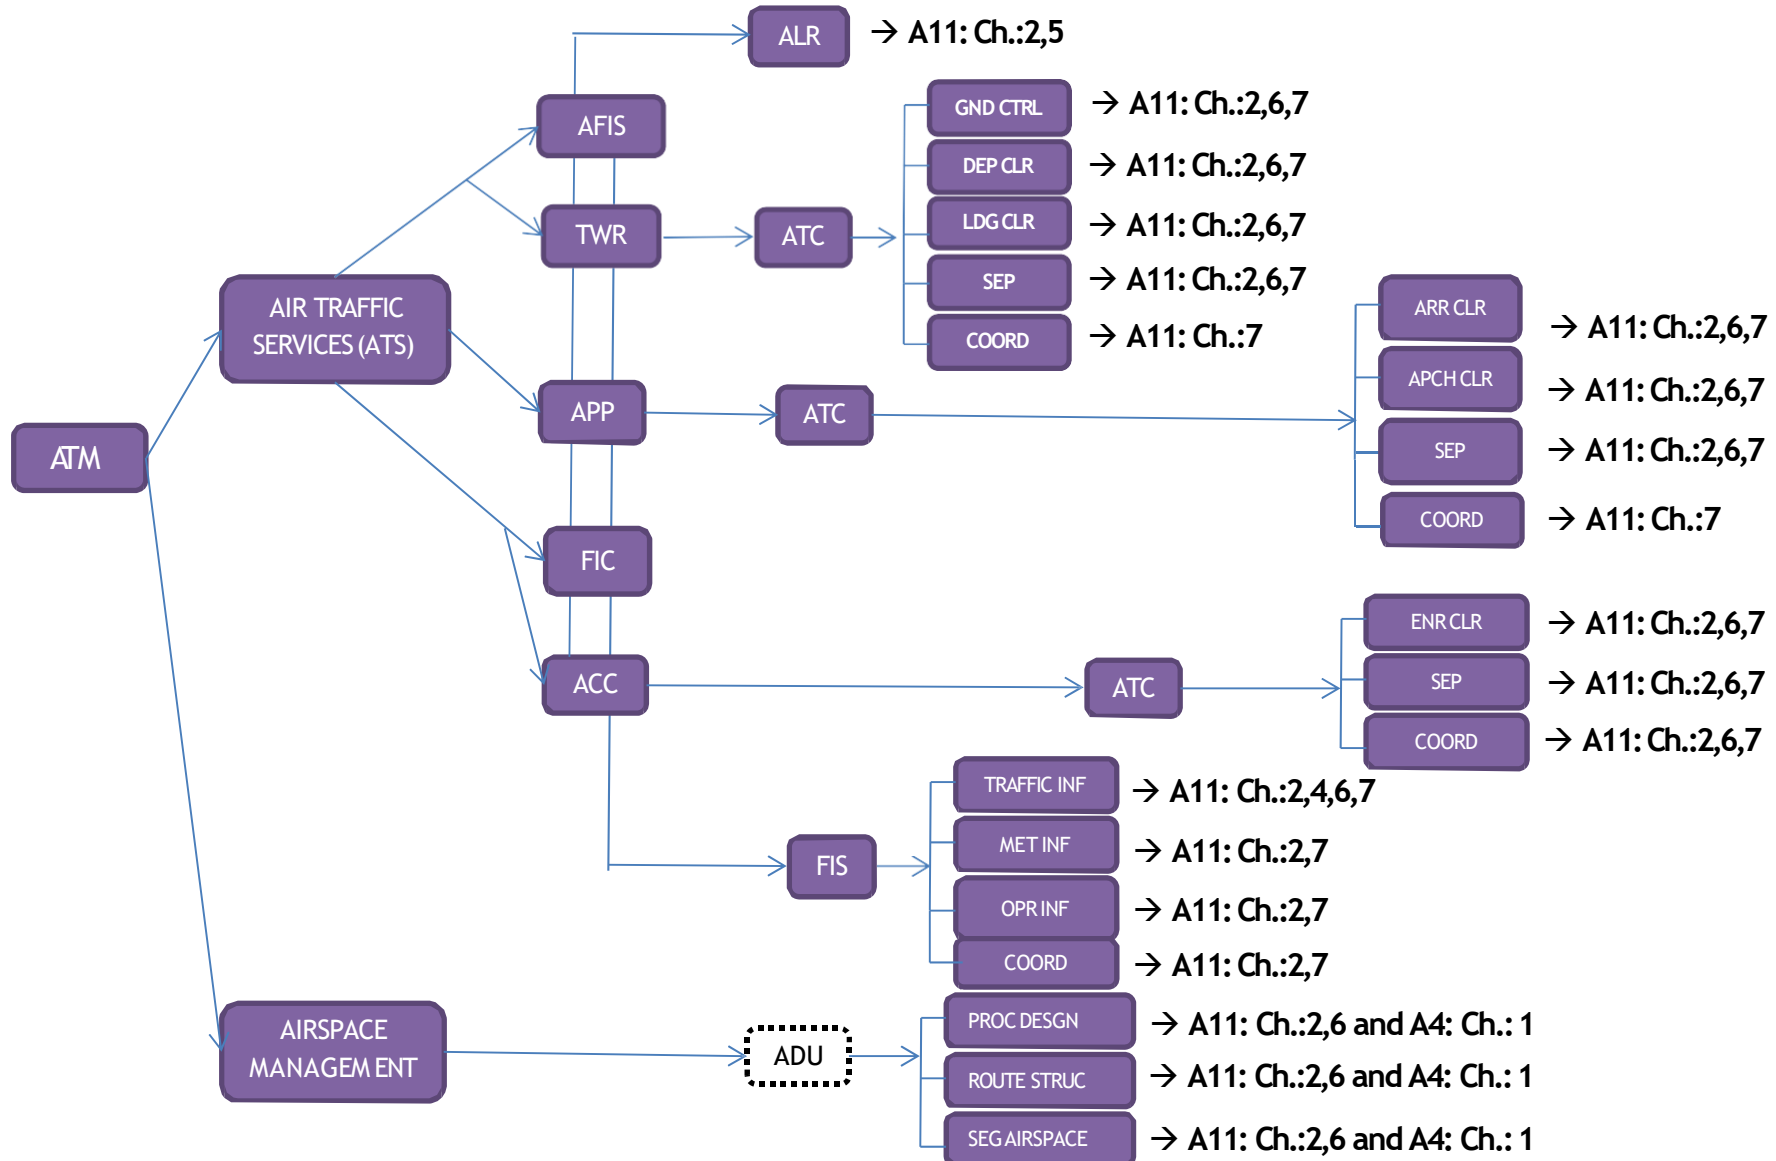 ALR → A11: Ch.:2,5
AFIS
GND CTRL → A11: Ch.:2,6,7
DEP CLR → A11: Ch.:2,6,7
TWR
ATC
LDG CLR → A11: Ch.:2,6,7
SEP → A11: Ch.:2,6,7
COORD → A11: Ch.:7
AIR TRAFFIC
SERVICES (ATS)
ARR CLR → A11: Ch.:2,6,7
APCH CLR → A11: Ch.:2,6,7
APP
ATC
SEP → A11: Ch.:2,6,7
COORD → A11: Ch.:7
ATM
FIC
ENR CLR → A11: Ch.:2,6,7
ACC
ATC
SEP → A11: Ch.:2,6,7
COORD → A11: Ch.:2,6,7
TRAFFIC INF → A11: Ch.:2,4,6,7
MET INF → A11: Ch.:2,7
FIS
OPR INF → A11: Ch.:2,7
COORD → A11: Ch.:2,7
AIRSPACE
MANAGEMENT
ADU
PROC DESGN → A11: Ch.:2,6 and A4: Ch.: 1
ROUTE STRUC → A11: Ch.:2,6 and A4: Ch.: 1
SEG AIRSPACE → A11: Ch.:2,6 and A4: Ch.: 1